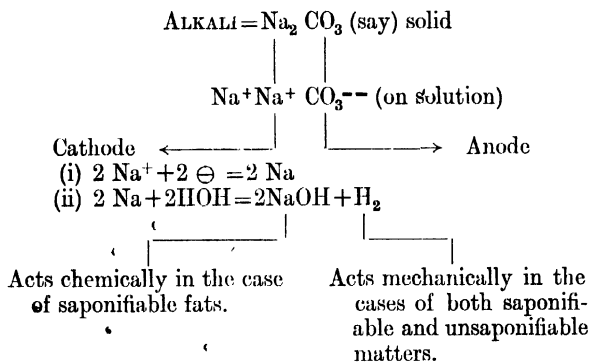 ALKALI = Na₂ CO₃ (say) solid
Na⁺Na⁺ CO₃⁻⁻ (on solution)
Cathode Anode
(i) 2 Na⁺+2 ⊖ =2 Na
(ii) 2 Na+2HOH=2NaOH+H₂
Acts chemically in the case
of saponifiable fats.
Acts mechanically in the
cases of both saponifi-
able and unsaponifiable
matters.